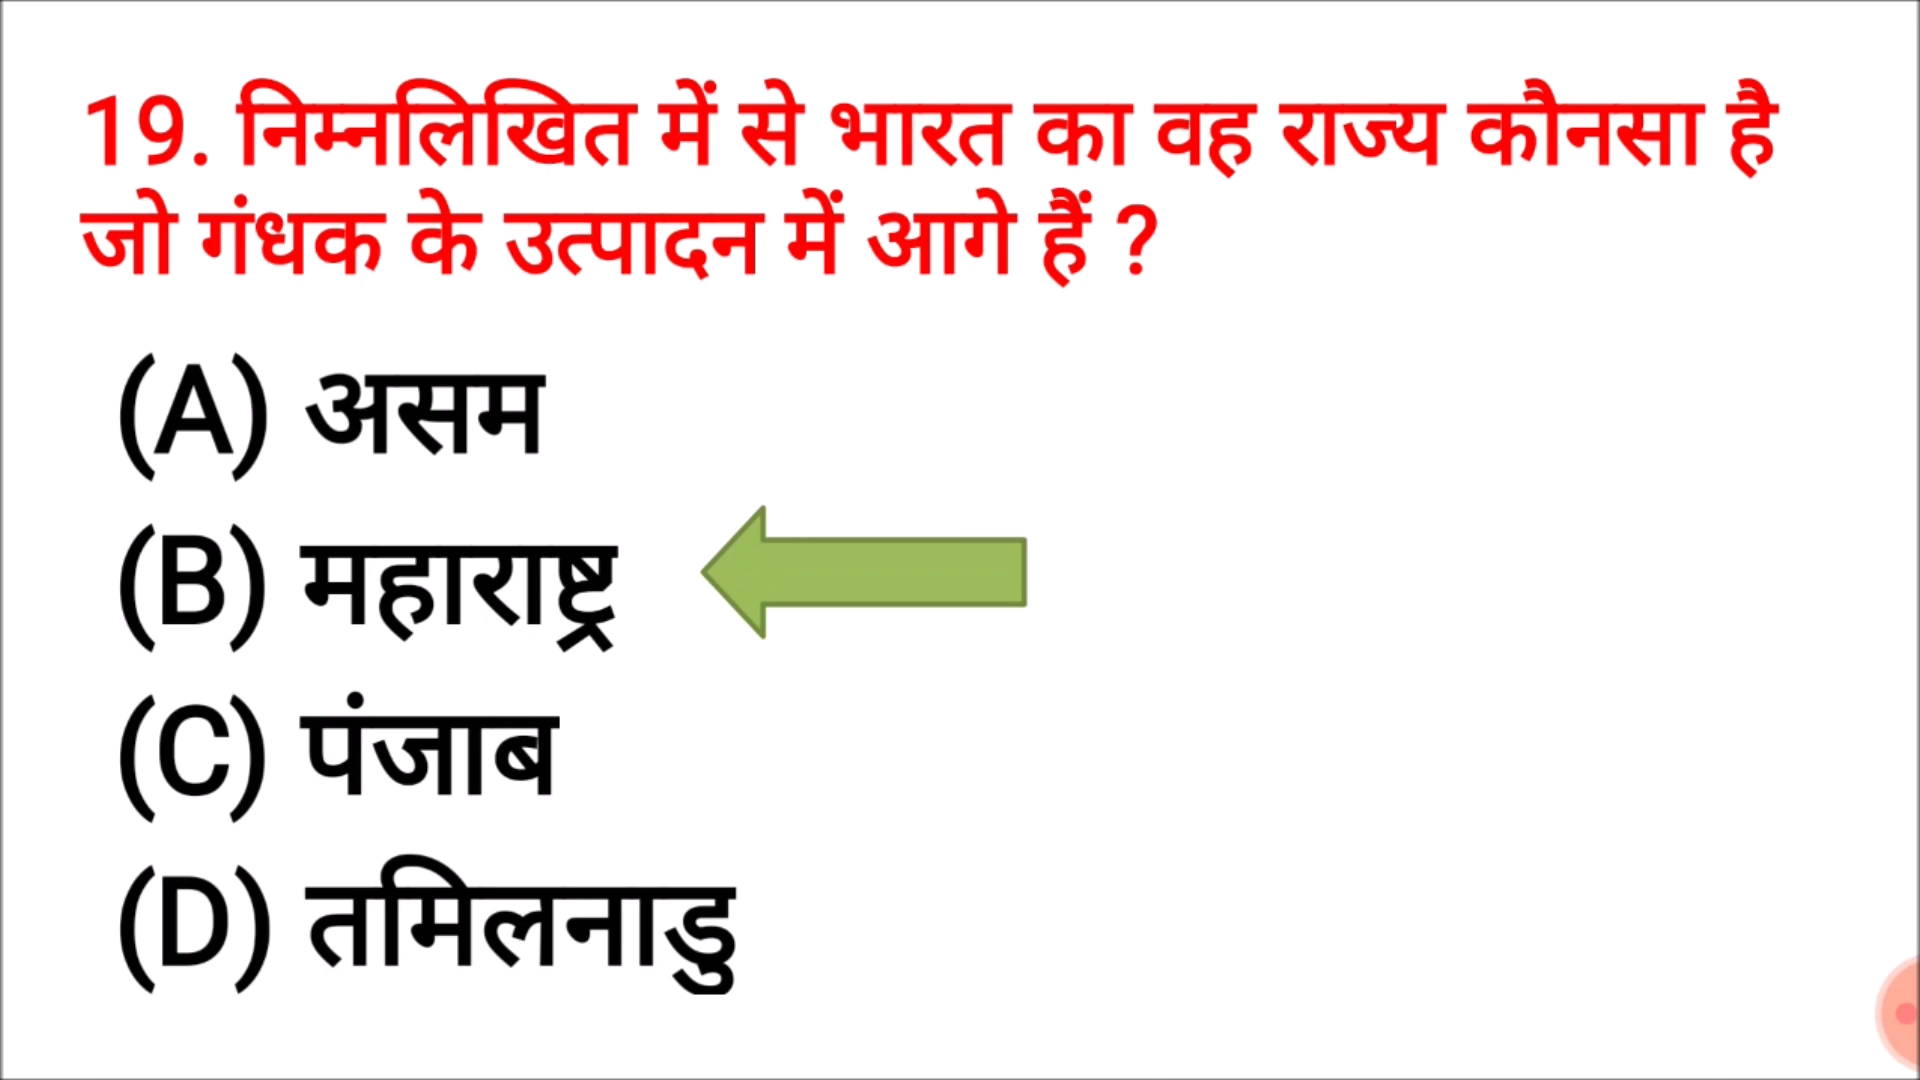 19. निम्नलिखित में से भारत का वह राज्य कौनसा है
जो गंधक के उत्पादन में आगे हैं ?
(A) असम
(B) महाराष्ट्र
(C) पंजाब
(D) तमिलनाडु